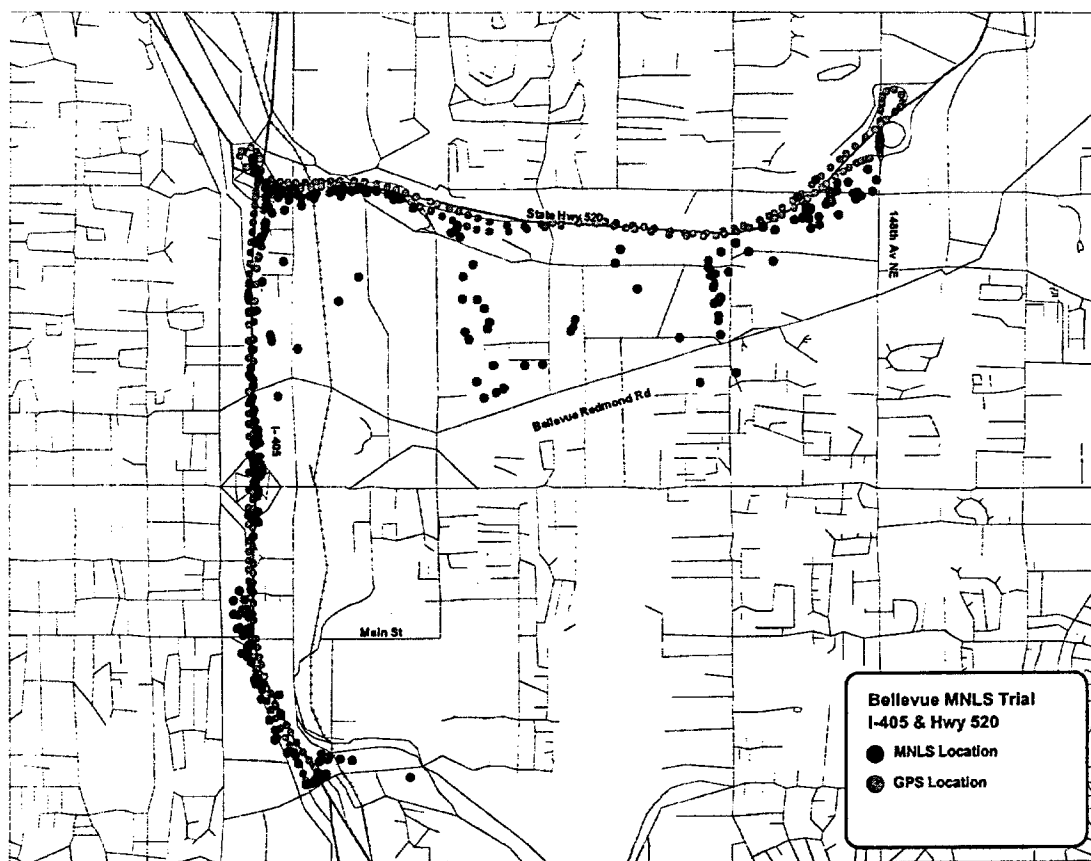 State Hwy 520
148th Av NE
Bellevue Redmond Rd
I-405
Main St
Bellevue MNLS Trial
I-405 & Hwy 520
MNLS Location
GPS Location